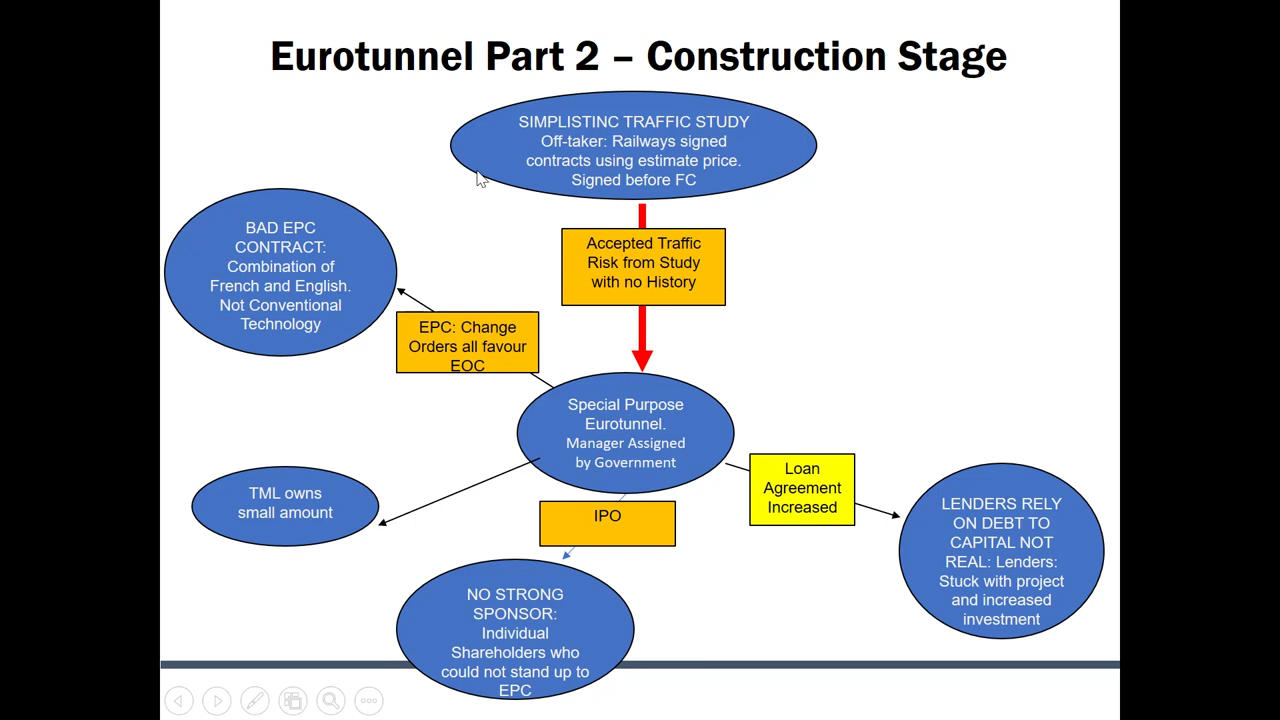 Eurotunnel Part 2 – Construction Stage
SIMPLISTINC TRAFFIC STUDY
Off-taker: Railways signed
contracts using estimate price.
Signed before FC
BAD EPC
CONTRACT:
Combination of
French and English.
Not Conventional
Technology
Accepted Traffic
Risk from Study
with no History
EPC: Change
Orders all favour
EOC
Special Purpose
Eurotunnel.
Manager Assigned
by Government
TML owns
small amount
IPO
Loan
Agreement
Increased
LENDERS RELY
ON DEBT TO
CAPITAL NOT
REAL: Lenders:
Stuck with project
and increased
investment
NO STRONG
SPONSOR:
Individual
Shareholders who
could not stand up to
EPC